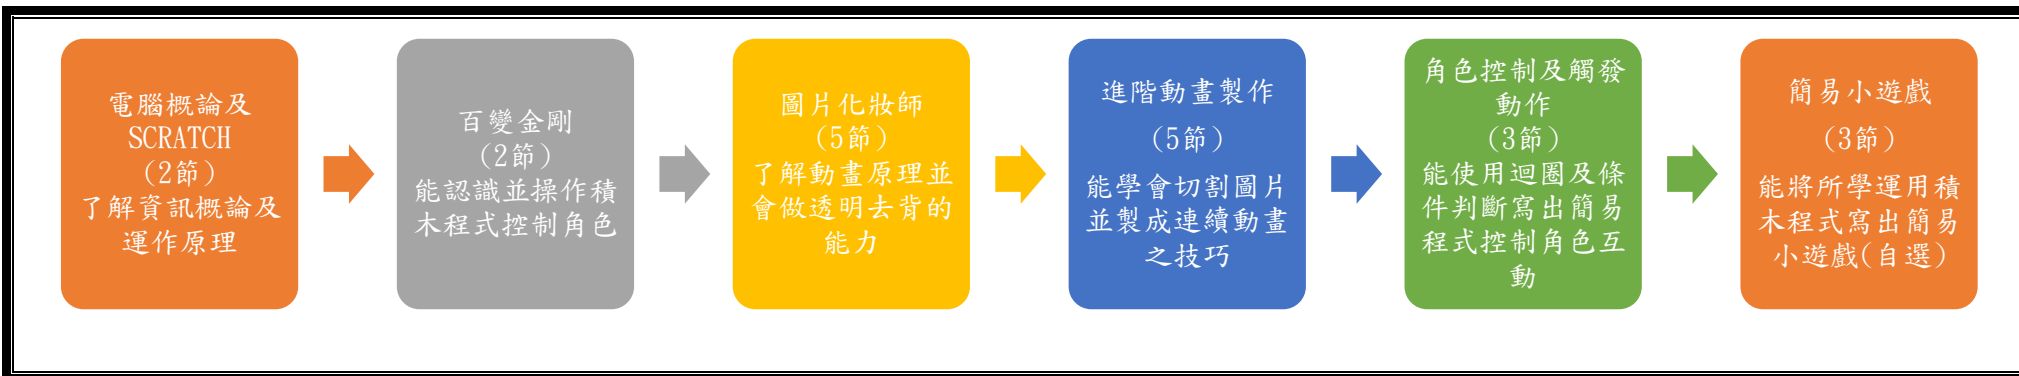 電腦概論及
SCRATCH
(2節)
了解資訊概論及
運作原理
百變金剛
(2節)
能認識並操作積
木程式控制角色
圖片化妝師
(5節)
了解動畫原理並
會做透明去背的
能力
進階動畫製作
(5節)
能學會切割圖片
並製成連續動畫
之技巧
角色控制及觸發
動作
(3節)
能使用迴圈及條
件判斷寫出簡易
程式控制角色互
動
簡易小遊戲
(3節)
能將所學運用積
木程式寫出簡易
小遊戲(自選)